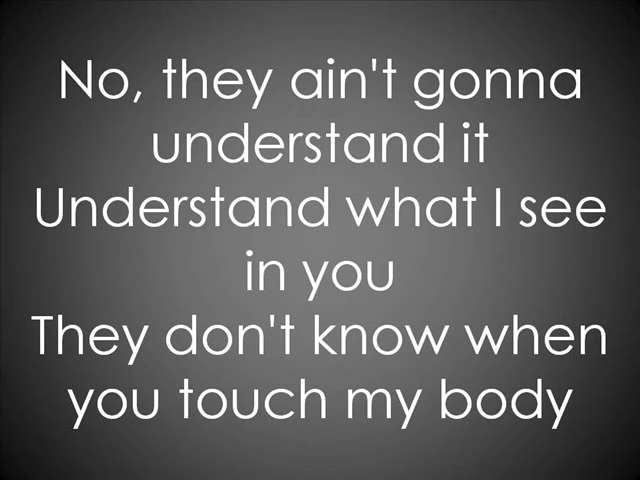 No, they ain't gonna
understand it
Understand what I see
in you
They don't know when
you touch my body